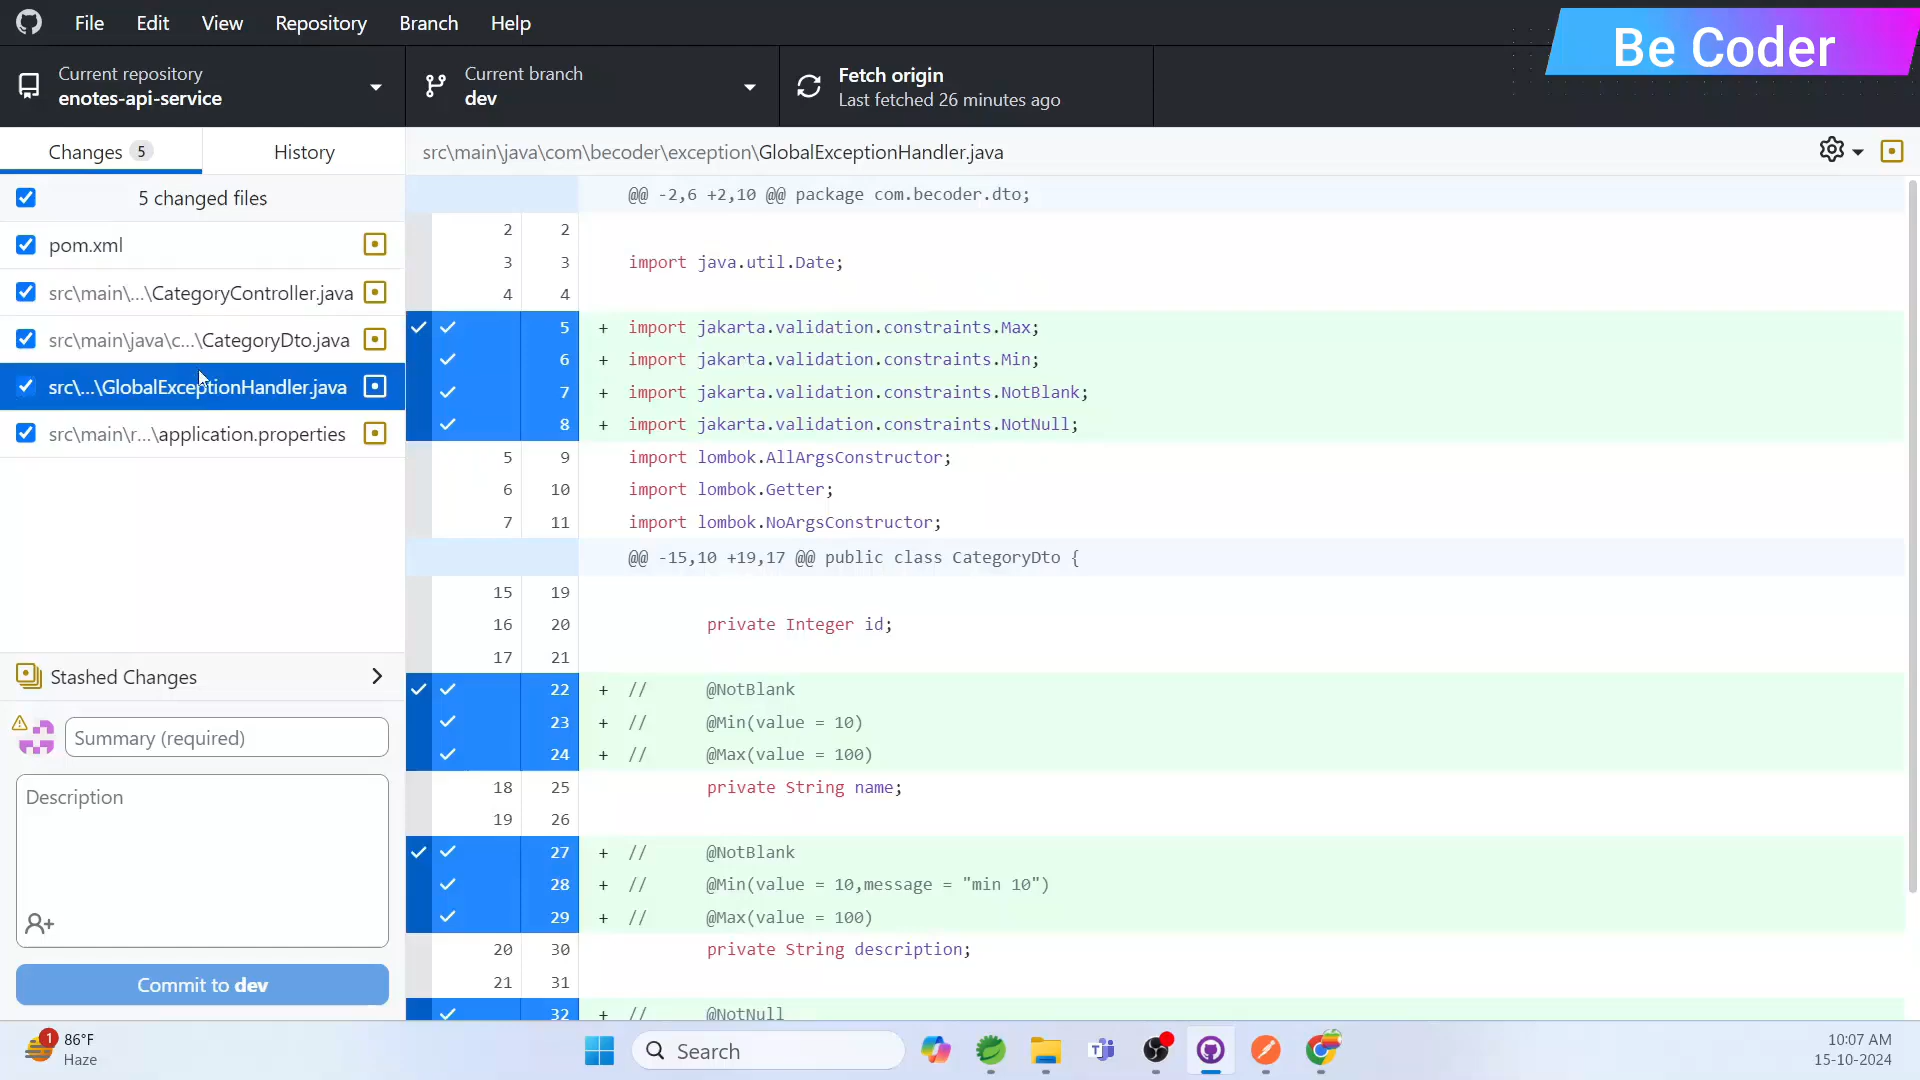 File Edit View Repository Branch Help
Be Coder
Current repository
enotes-api-service
Current branch
dev
Fetch origin
Last fetched 26 minutes ago
Changes 5
History
src\main\java\com\becoder\exception\GlobalExceptionHandler.java
5 changed files
pom.xml
src\main\...\CategoryController.java
src\main\java\c...\CategoryDto.java
src\...\GlobalExceptionHandler.java
src\main\r...\application.properties
Stashed Changes
Summary (required)
Description
Commit to dev
@@ -2,6 +2,10 @@ package com.becoder.dto;
2 2
3 3 import java.util.Date;
4 4
5 + import jakarta.validation.constraints.Max;
6 + import jakarta.validation.constraints.Min;
7 + import jakarta.validation.constraints.NotBlank;
8 + import jakarta.validation.constraints.NotNull;
5 9 import lombok.AllArgsConstructor;
6 10 import lombok.Getter;
7 11 import lombok.NoArgsConstructor;
@@ -15,10 +19,17 @@ public class CategoryDto {
15 19
16 20 private Integer id;
17 21
22 + // @NotBlank
23 + // @Min(value = 10)
24 + // @Max(value = 100)
18 25 private String name;
19 26
27 + // @NotBlank
28 + // @Min(value = 10,message = "min 10")
29 + // @Max(value = 100)
20 30 private String description;
21 31
32 + // @NotNull
1
86°F
Haze
Search
10:07 AM
15-10-2024